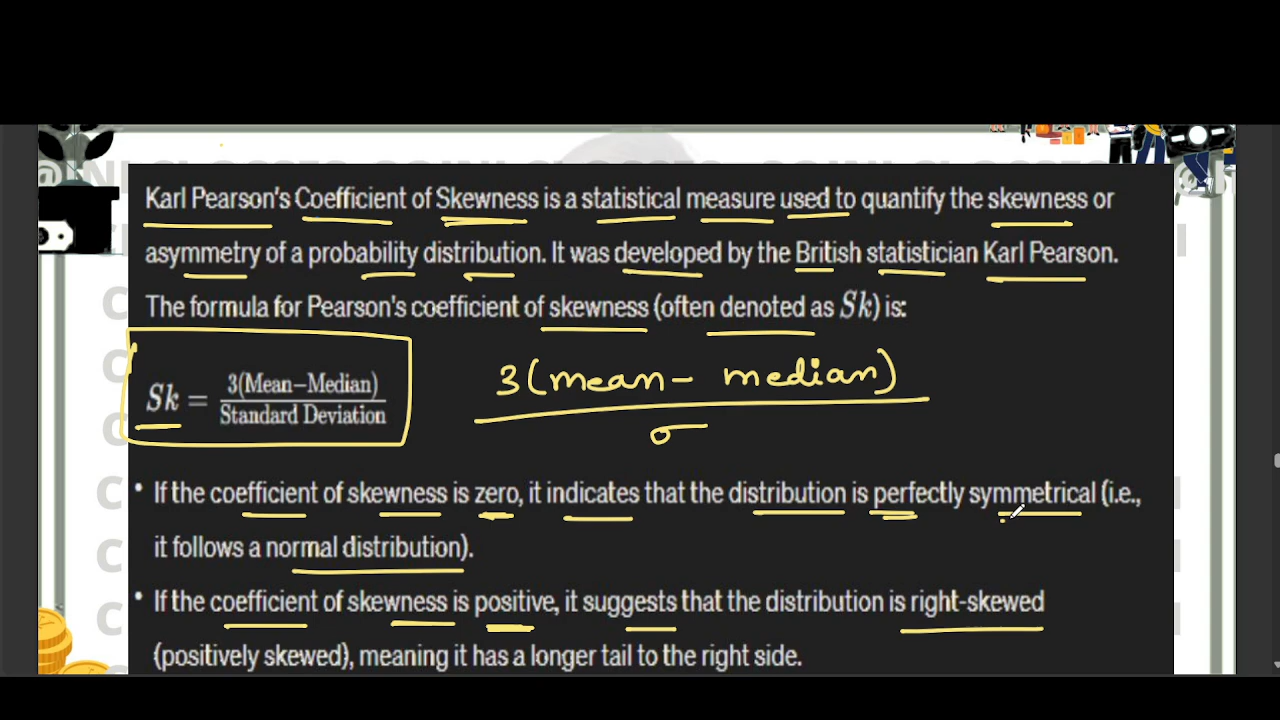 Karl Pearson's Coefficient of Skewness is a statistical measure used to quantify the skewness or
asymmetry of a probability distribution. It was developed by the British statistician Karl Pearson.
The formula for Pearson's coefficient of skewness (often denoted as Sk) is:
Sk = 3(Mean−Median) / Standard Deviation
3(mean - median)
σ
• If the coefficient of skewness is zero, it indicates that the distribution is perfectly symmetrical (i.e.,
it follows a normal distribution).
• If the coefficient of skewness is positive, it suggests that the distribution is right-skewed
(positively skewed), meaning it has a longer tail to the right side.